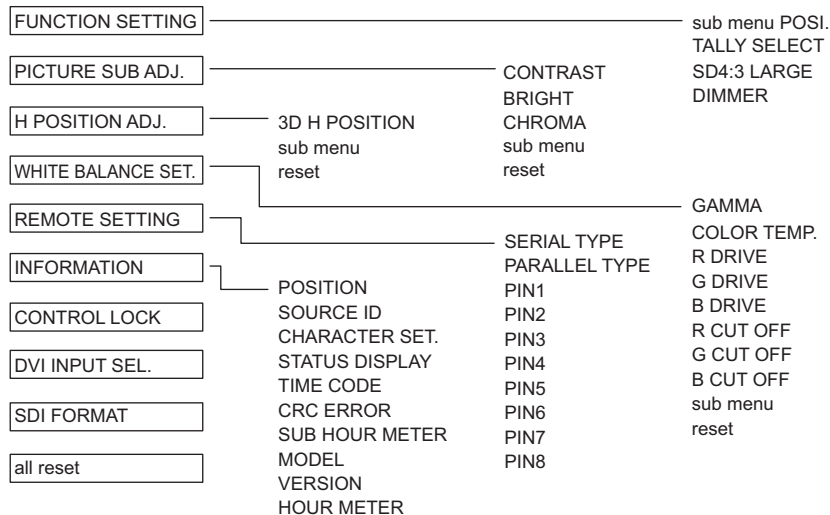 FUNCTION SETTING
sub menu POSI.
TALLY SELECT
SD4:3 LARGE
DIMMER
PICTURE SUB ADJ.
CONTRAST
BRIGHT
CHROMA
sub menu
reset
H POSITION ADJ.
3D H POSITION
sub menu
reset
WHITE BALANCE SET.
GAMMA
COLOR TEMP.
R DRIVE
G DRIVE
B DRIVE
R CUT OFF
G CUT OFF
B CUT OFF
sub menu
reset
REMOTE SETTING
SERIAL TYPE
PARALLEL TYPE
PIN1
PIN2
PIN3
PIN4
PIN5
PIN6
PIN7
PIN8
INFORMATION
POSITION
SOURCE ID
CHARACTER SET.
STATUS DISPLAY
TIME CODE
CRC ERROR
SUB HOUR METER
MODEL
VERSION
HOUR METER
CONTROL LOCK
DVI INPUT SEL.
SDI FORMAT
all reset